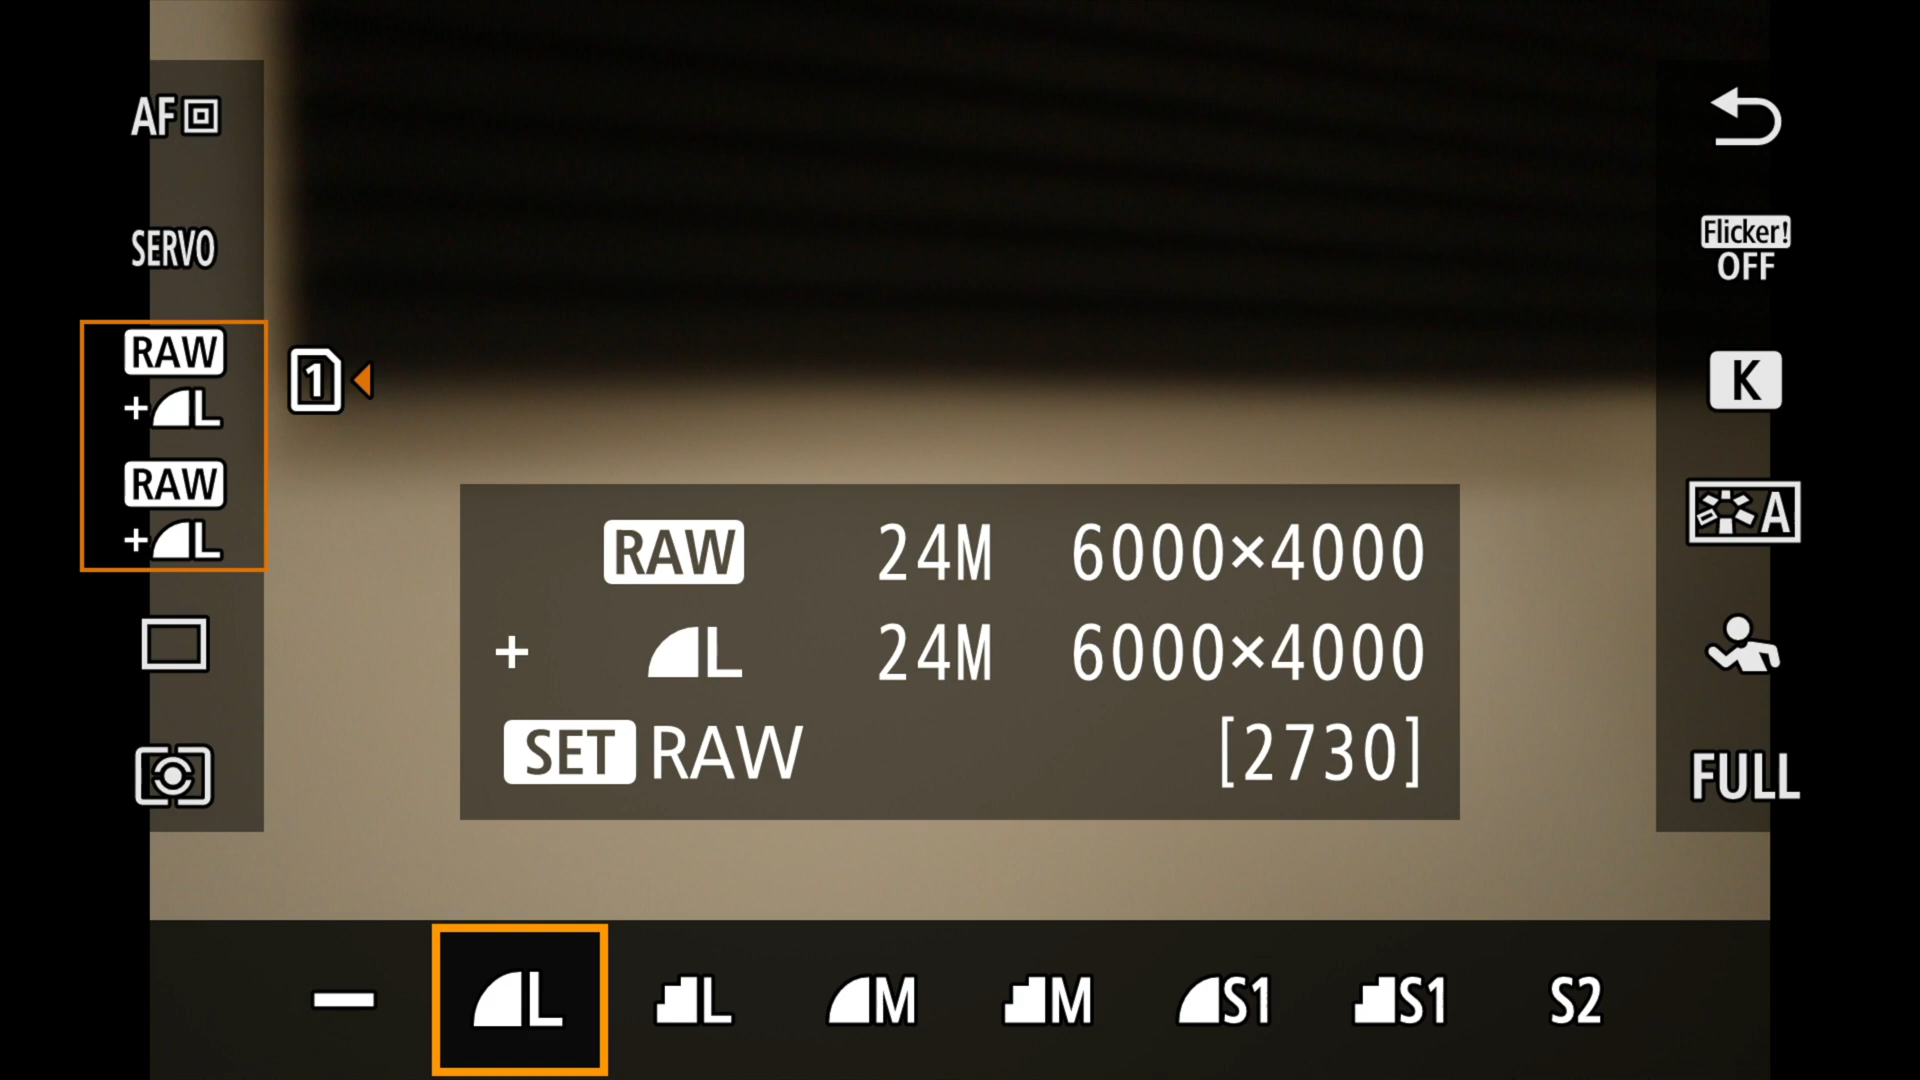 AF
SERVO
RAW
+ L
RAW
+ L
1
Flicker!
OFF
K
A
FULL
RAW 24M 6000×4000
+ L 24M 6000×4000
SET RAW [2730]
— L L M M S1 S1 S2